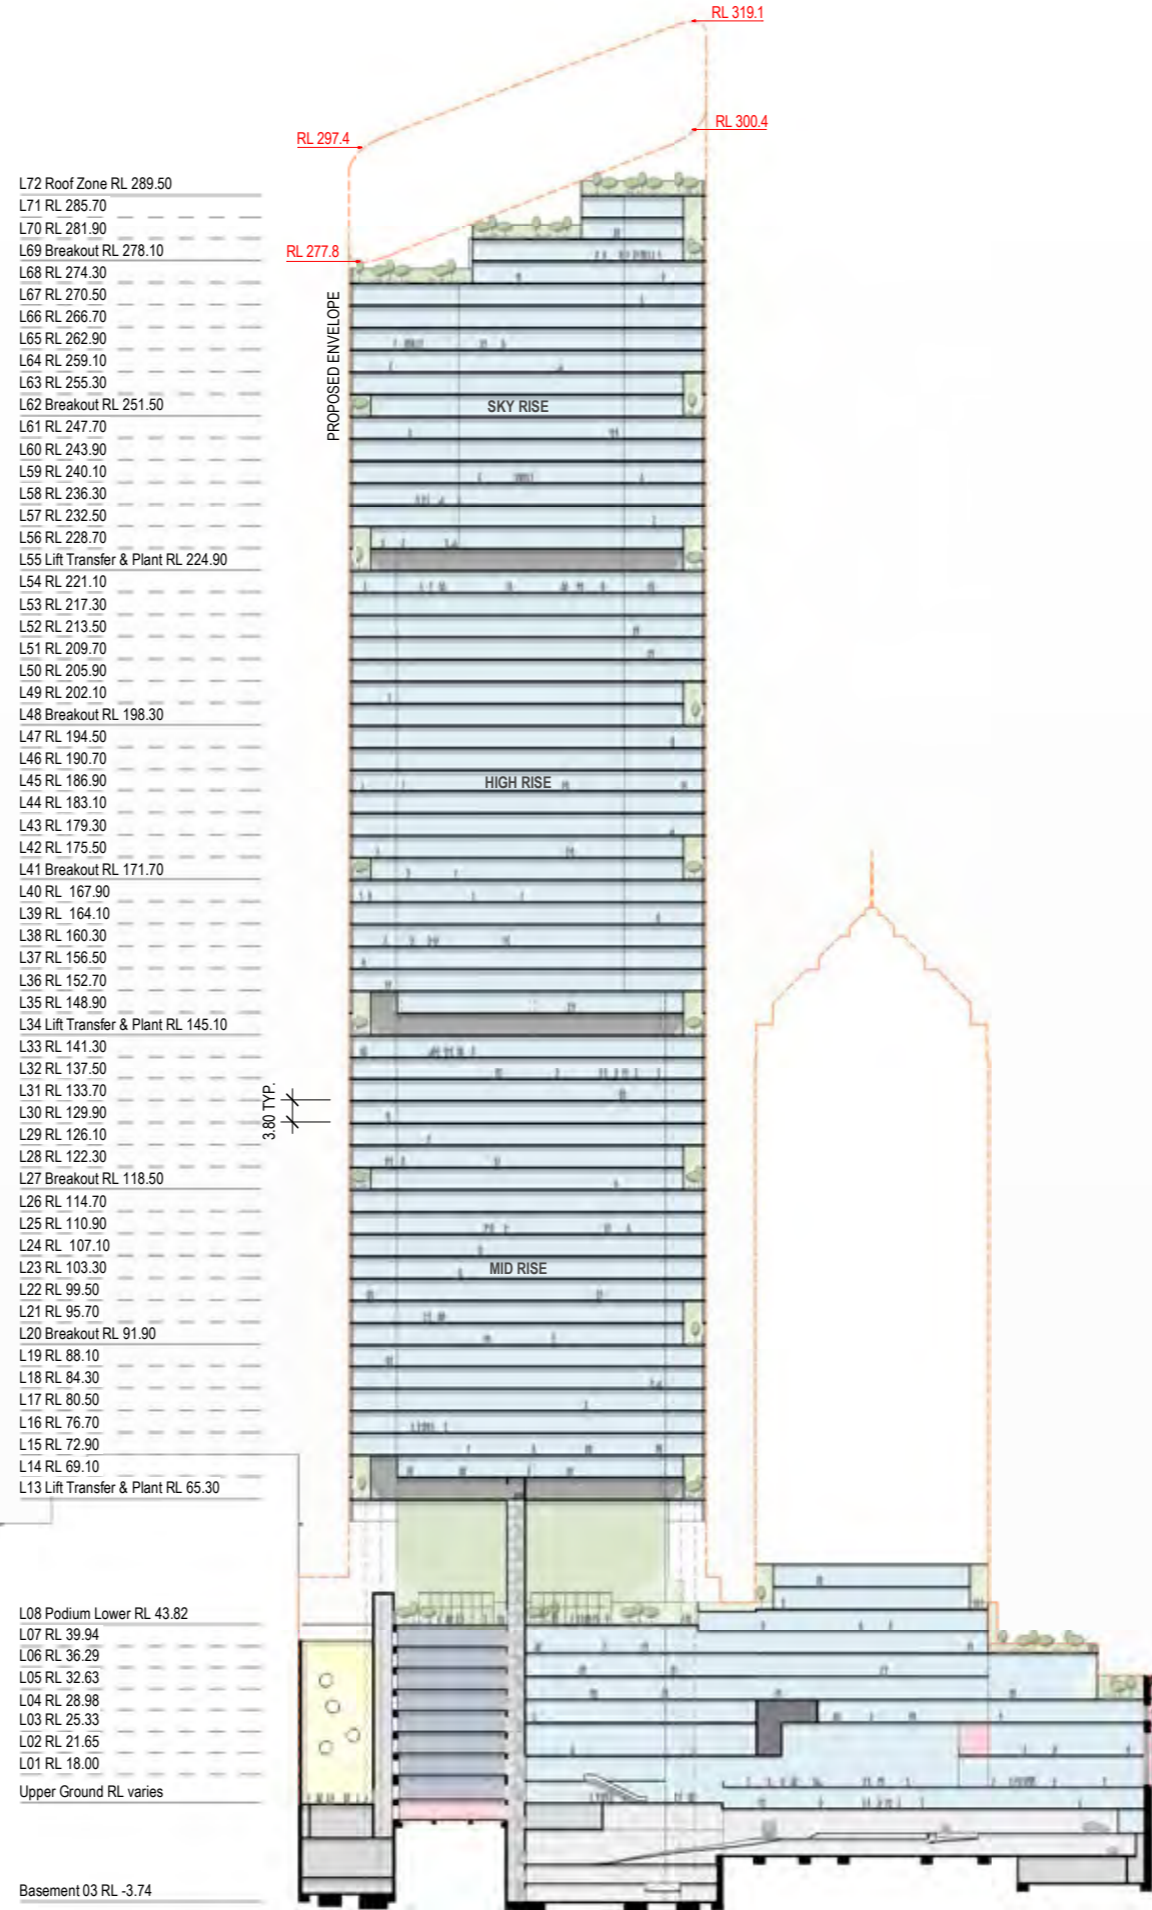 RL 319.1
RL 300.4
RL 297.4
RL 277.8
L72 Roof Zone RL 289.50
L71 RL 285.70
L70 RL 281.90
L69 Breakout RL 278.10
L68 RL 274.30
L67 RL 270.50
L66 RL 266.70
L65 RL 262.90
L64 RL 259.10
L63 RL 255.30
L62 Breakout RL 251.50
L61 RL 247.70
L60 RL 243.90
L59 RL 240.10
L58 RL 236.30
L57 RL 232.50
L56 RL 228.70
L55 Lift Transfer & Plant RL 224.90
L54 RL 221.10
L53 RL 217.30
L52 RL 213.50
L51 RL 209.70
L50 RL 205.90
L49 RL 202.10
L48 Breakout RL 198.30
L47 RL 194.50
L46 RL 190.70
L45 RL 186.90
L44 RL 183.10
L43 RL 179.30
L42 RL 175.50
L41 Breakout RL 171.70
L40 RL 167.90
L39 RL 164.10
L38 RL 160.30
L37 RL 156.50
L36 RL 152.70
L35 RL 148.90
L34 Lift Transfer & Plant RL 145.10
L33 RL 141.30
L32 RL 137.50
L31 RL 133.70
L30 RL 129.90
L29 RL 126.10
L28 RL 122.30
L27 Breakout RL 118.50
L26 RL 114.70
L25 RL 110.90
L24 RL 107.10
L23 RL 103.30
L22 RL 99.50
L21 RL 95.70
L20 Breakout RL 91.90
L19 RL 88.10
L18 RL 84.30
L17 RL 80.50
L16 RL 76.70
L15 RL 72.90
L14 RL 69.10
L13 Lift Transfer & Plant RL 65.30
L08 Podium Lower RL 43.82
L07 RL 39.94
L06 RL 36.29
L05 RL 32.63
L04 RL 28.98
L03 RL 25.33
L02 RL 21.65
L01 RL 18.00
Upper Ground RL varies
Basement 03 RL -3.74
PROPOSED ENVELOPE
3.80 TYP.
SKY RISE
HIGH RISE
MID RISE